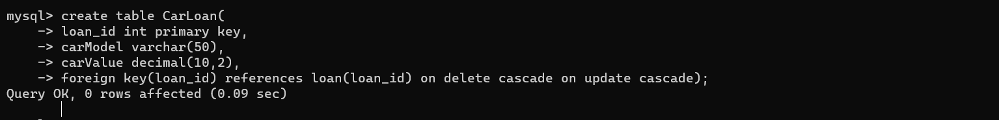 mysql> create table CarLoan(
    -> loan_id int primary key,
    -> carModel varchar(50),
    -> carValue decimal(10,2),
    -> foreign key(loan_id) references loan(loan_id) on delete cascade on update cascade);
Query OK, 0 rows affected (0.09 sec)